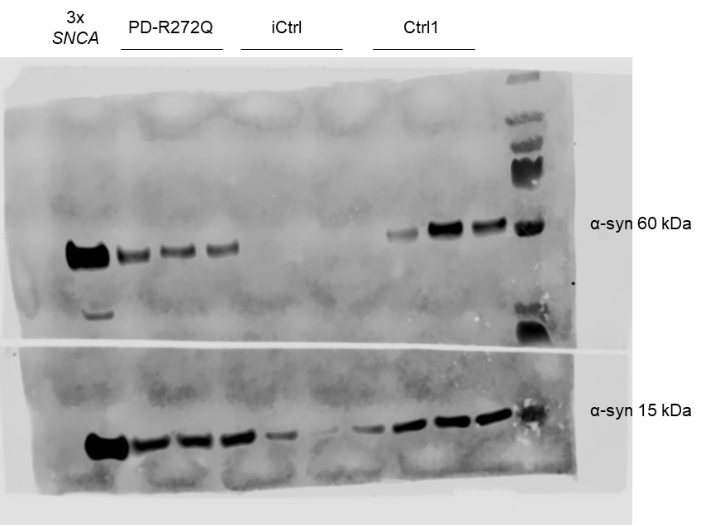 3x
SNCA
PD-R272Q
iCtrl
Ctrl1
α-syn 60 kDa
α-syn 15 kDa